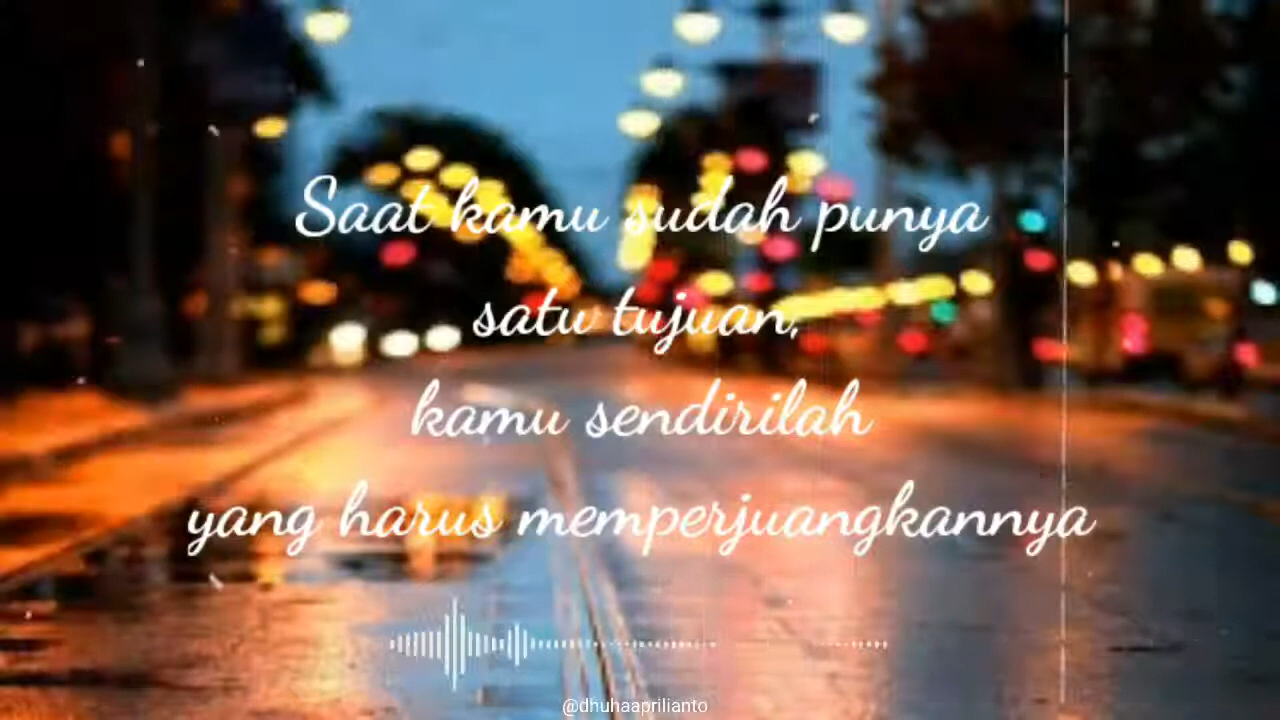 Saat kamu sudah punya
satu tujuan,
kamu sendirilah
yang harus memperjuangkannya
@dhuhaaprilianto